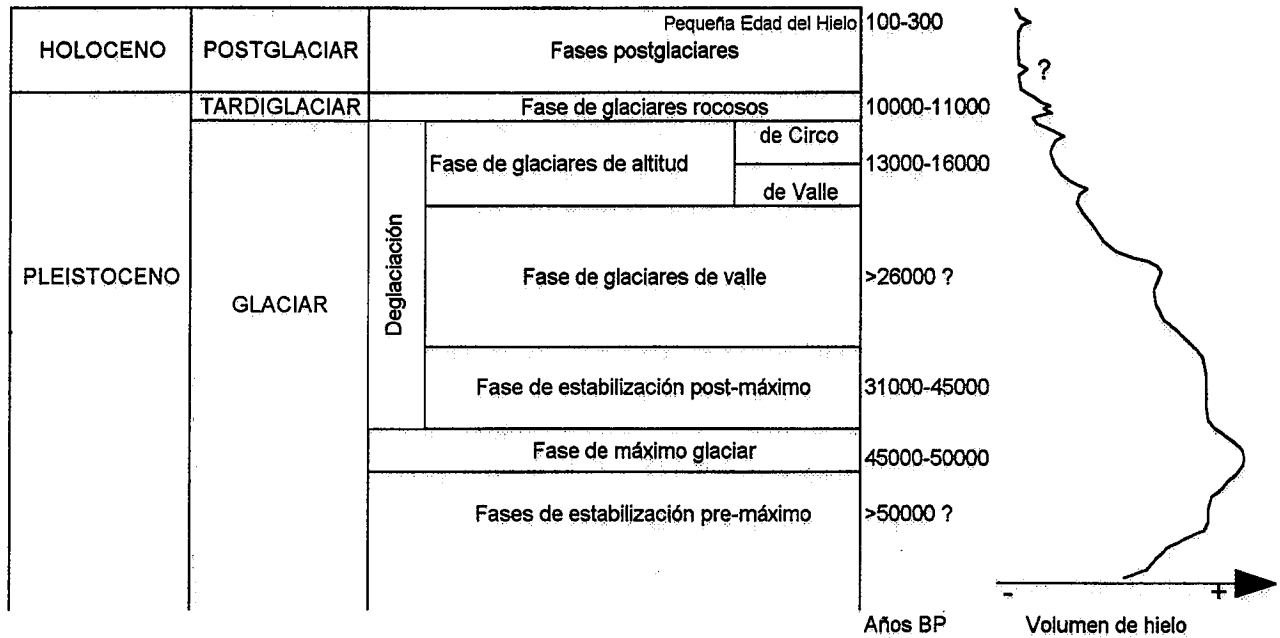 Pequeña Edad del Hielo 100-300
HOLOCENO POSTGLACIAR Fases postglaciares
?
TARDIGLACIAR Fase de glaciares rocosos 10000-11000
de Circo
Fase de glaciares de altitud 13000-16000
de Valle
PLEISTOCENO GLACIAR Deglaciación Fase de glaciares de valle >26000 ?
Fase de estabilización post-máximo 31000-45000
Fase de máximo glaciar 45000-50000
Fases de estabilización pre-máximo >50000 ?
- +
Años BP Volumen de hielo